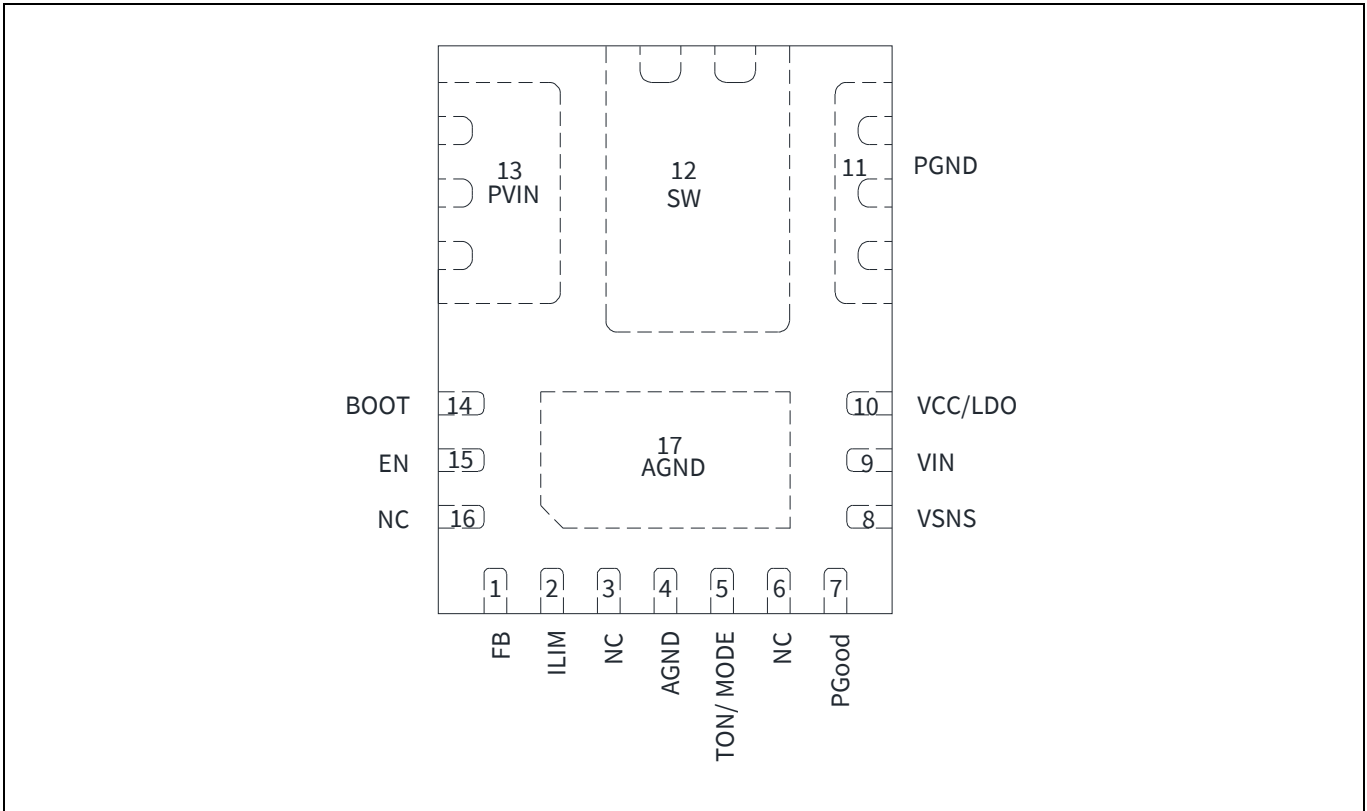 13
PVIN
12
SW
11
PGND
BOOT
14
10
VCC/LDO
17
AGND
EN
15
9
VIN
NC
16
8
VSNS
1
2
3
4
5
6
7
FB
ILIM
NC
AGND
TON/ MODE
NC
PGood